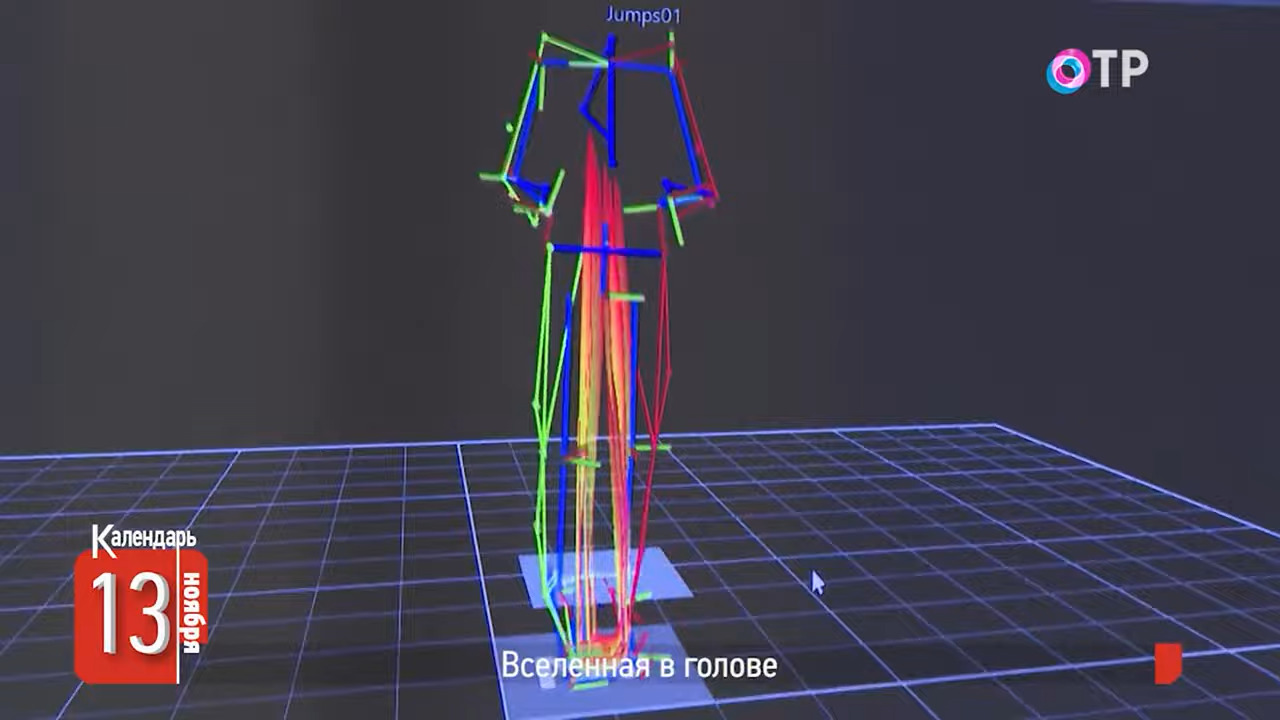 Jumps01
ОТР
Календарь
13
ноября
Вселенная в голове